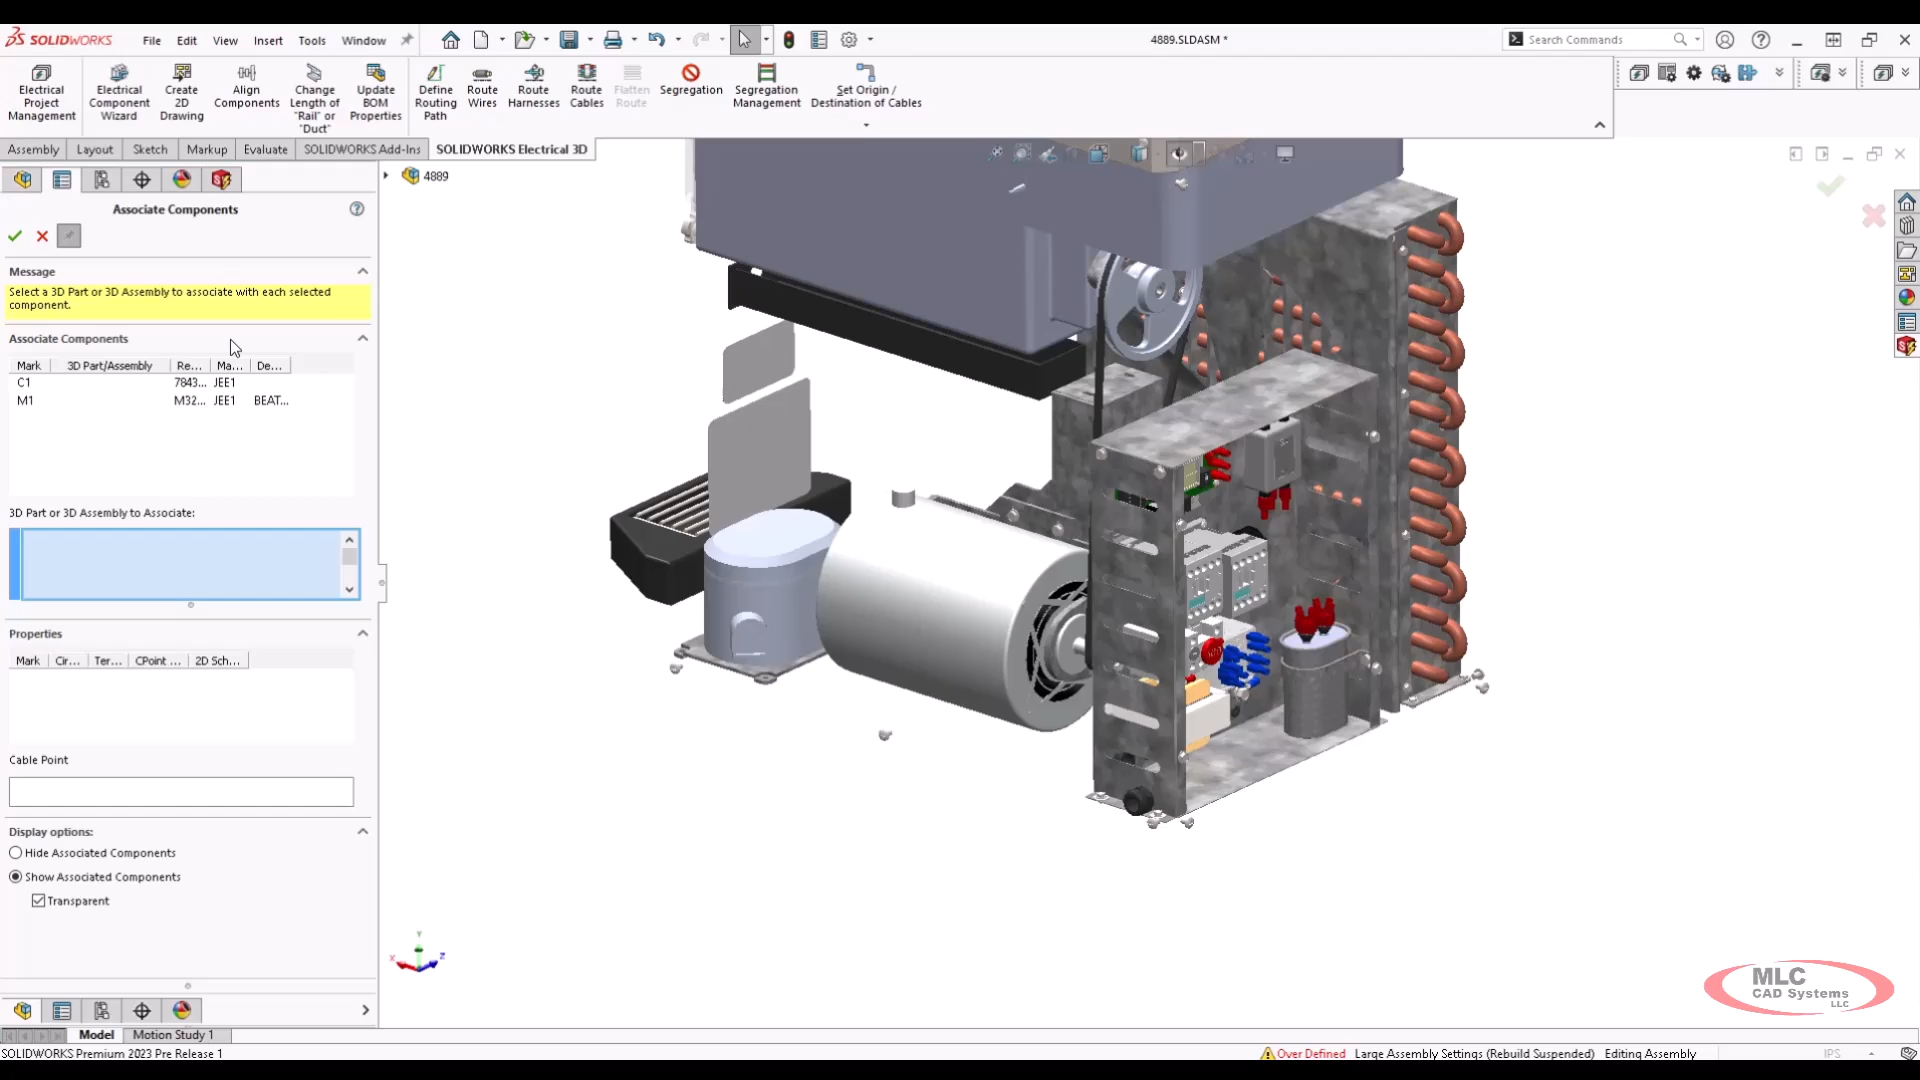 SOLIDWORKS File Edit View Insert Tools Window 4889.SLDASM * Search Commands
Electrical Project Management
Electrical Component Wizard
Create 2D Drawing
Align Components
Change Length of "Rail" or "Duct"
Update BOM Properties
Define Routing Path
Route Wires
Route Harnesses
Route Cables
Flatten Route
Segregation
Segregation Management
Set Origin / Destination of Cables
Assembly Layout Sketch Markup Evaluate SOLIDWORKS Add-Ins SOLIDWORKS Electrical 3D
4889
Associate Components
Message
Select a 3D Part or 3D Assembly to associate with each selected
component.
Associate Components
Mark 3D Part/Assembly Re... Ma... De...
C1 7843... JEE1
M1 M32... JEE1 BEAT...
3D Part or 3D Assembly to Associate:
Properties
Mark Cir... Ter... CPoint ... 2D Sch...
Cable Point
Display options:
Hide Associated Components
Show Associated Components
Transparent
Y
X
Z
MLC
CAD Systems
LLC
Model Motion Study 1
SOLIDWORKS Premium 2023 Pre Release 1 Over Defined Large Assembly Settings (Rebuild Suspended) Editing Assembly IPS